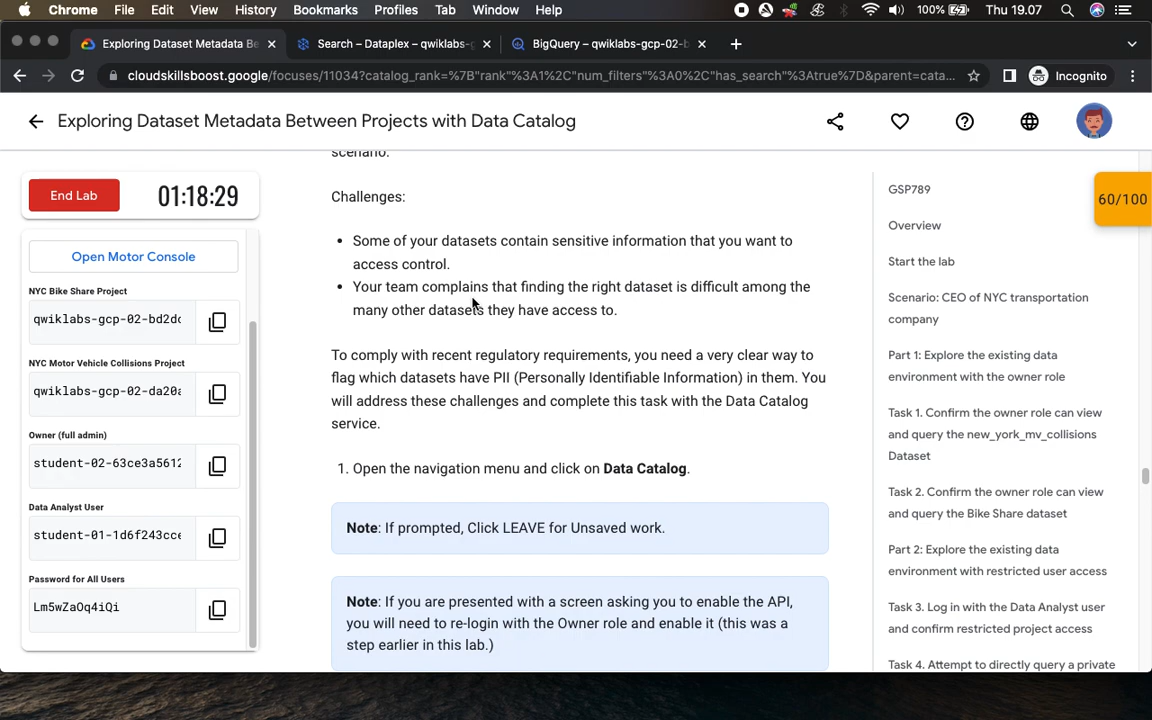 Chrome File Edit View History Bookmarks Profiles Tab Window Help 100% Thu 19.07
Exploring Dataset Metadata Be Search – Dataplex – qwiklabs- BigQuery – qwiklabs-gcp-02-b
cloudskillsboost.google/focuses/11034?catalog_rank=%7B"rank"%3A1%2C"num_filters"%3A0%2C"has_search"%3Atrue%7D&parent=cata... Incognito
Exploring Dataset Metadata Between Projects with Data Catalog
End Lab 01:18:29
Open Motor Console
NYC Bike Share Project
qwiklabs-gcp-02-bd2dc
NYC Motor Vehicle Collisions Project
qwiklabs-gcp-02-da20a
Owner (full admin)
student-02-63ce3a5612
Data Analyst User
student-01-1d6f243cce
Password for All Users
Lm5wZaOq4iQi
scenario.
Challenges:
• Some of your datasets contain sensitive information that you want to
access control.
• Your team complains that finding the right dataset is difficult among the
many other datasets they have access to.
To comply with recent regulatory requirements, you need a very clear way to
flag which datasets have PII (Personally Identifiable Information) in them. You
will address these challenges and complete this task with the Data Catalog
service.
1. Open the navigation menu and click on Data Catalog.
Note: If prompted, Click LEAVE for Unsaved work.
Note: If you are presented with a screen asking you to enable the API,
you will need to re-login with the Owner role and enable it (this was a
step earlier in this lab.)
GSP789
60/100
Overview
Start the lab
Scenario: CEO of NYC transportation
company
Part 1: Explore the existing data
environment with the owner role
Task 1. Confirm the owner role can view
and query the new_york_mv_collisions
Dataset
Task 2. Confirm the owner role can view
and query the Bike Share dataset
Part 2: Explore the existing data
environment with restricted user access
Task 3. Log in with the Data Analyst user
and confirm restricted project access
Task 4. Attempt to directly query a private